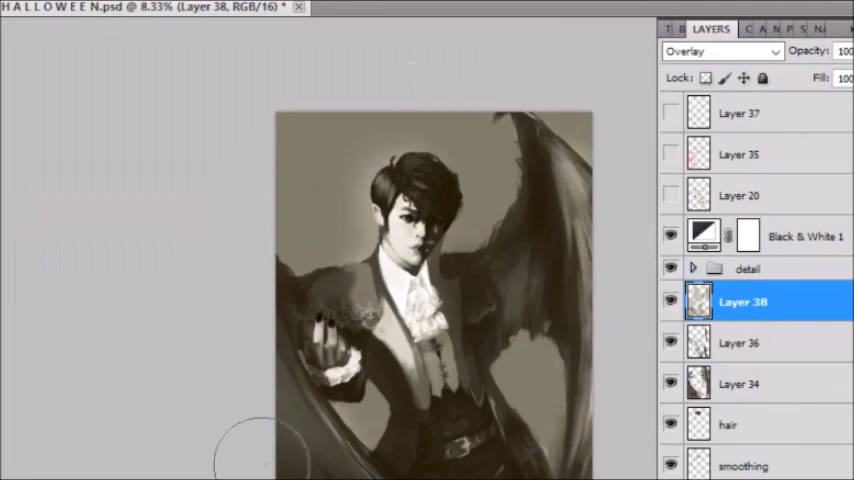 H A L L O W E E N.psd @ 8.33% (Layer 38, RGB/16) *
T B LAYERS C A N P S N
Overlay Opacity: 100
Lock: Fill: 100
Layer 37
Layer 35
Layer 20
Black & White 1
detail
Layer 38
Layer 36
Layer 34
hair
smoothing